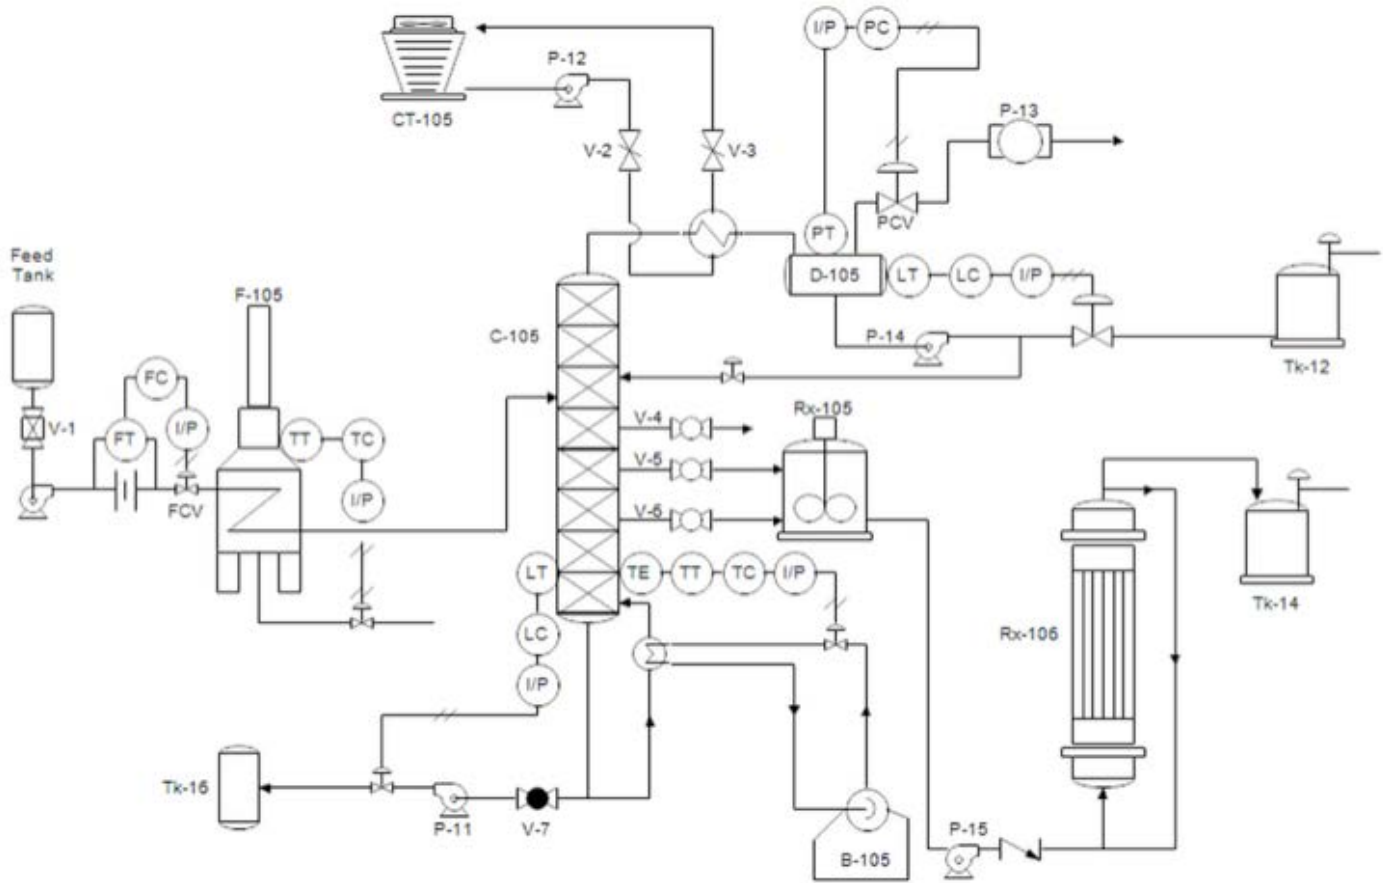 I/P
PC
P-12
P-13
CT-105
V-2
V-3
PCV
PT
Feed
Tank
D-105
LT
LC
I/P
F-105
C-105
P-14
Tk-12
FC
V-1
FT
I/P
TT
TC
Rx-105
V-4
I/P
FCV
V-5
V-6
LT
TE
TT
TC
I/P
Tk-14
LC
Rx-106
I/P
Tk-15
P-11
V-7
P-15
B-105